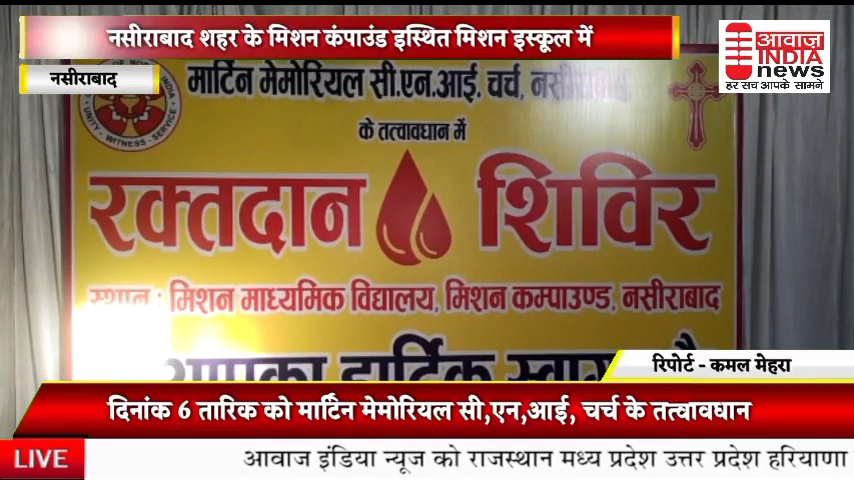 नसीराबाद शहर के मिशन कंपाउंड इस्थित मिशन इस्कूल में
आवाज़
INDIA
news
हर सच आपके सामने
नसीराबाद
मार्टिन मेमोरियल सी.एन.आई. चर्च, नसीराबाद
UNITY - WITNESS - SERVICE
के तत्वावधान में
रक्तदान शिविर
स्थान : मिशन माध्यमिक विद्यालय, मिशन कम्पाउण्ड, नसीराबाद
आपका हार्दिक स्वागत है
रिपोर्ट - कमल मेहरा
दिनांक 6 तारिक को मार्टिन मेमोरियल सी,एन,आई, चर्च के तत्वावधान
LIVE
आवाज इंडिया न्यूज को राजस्थान मध्य प्रदेश उत्तर प्रदेश हरियाणा